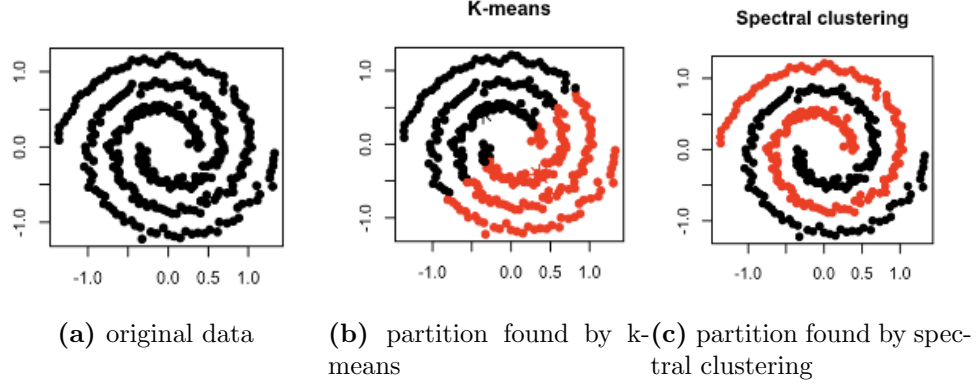 K-means
Spectral clustering
1.0
0.0
-1.0
-1.0 0.0 0.5 1.0
1.0
0.0
-1.0
-1.0 0.0 0.5 1.0
1.0
0.0
-1.0
-1.0 0.0 0.5 1.0
(a) original data
(b) partition found by k-
means
(c) partition found by spec-
tral clustering